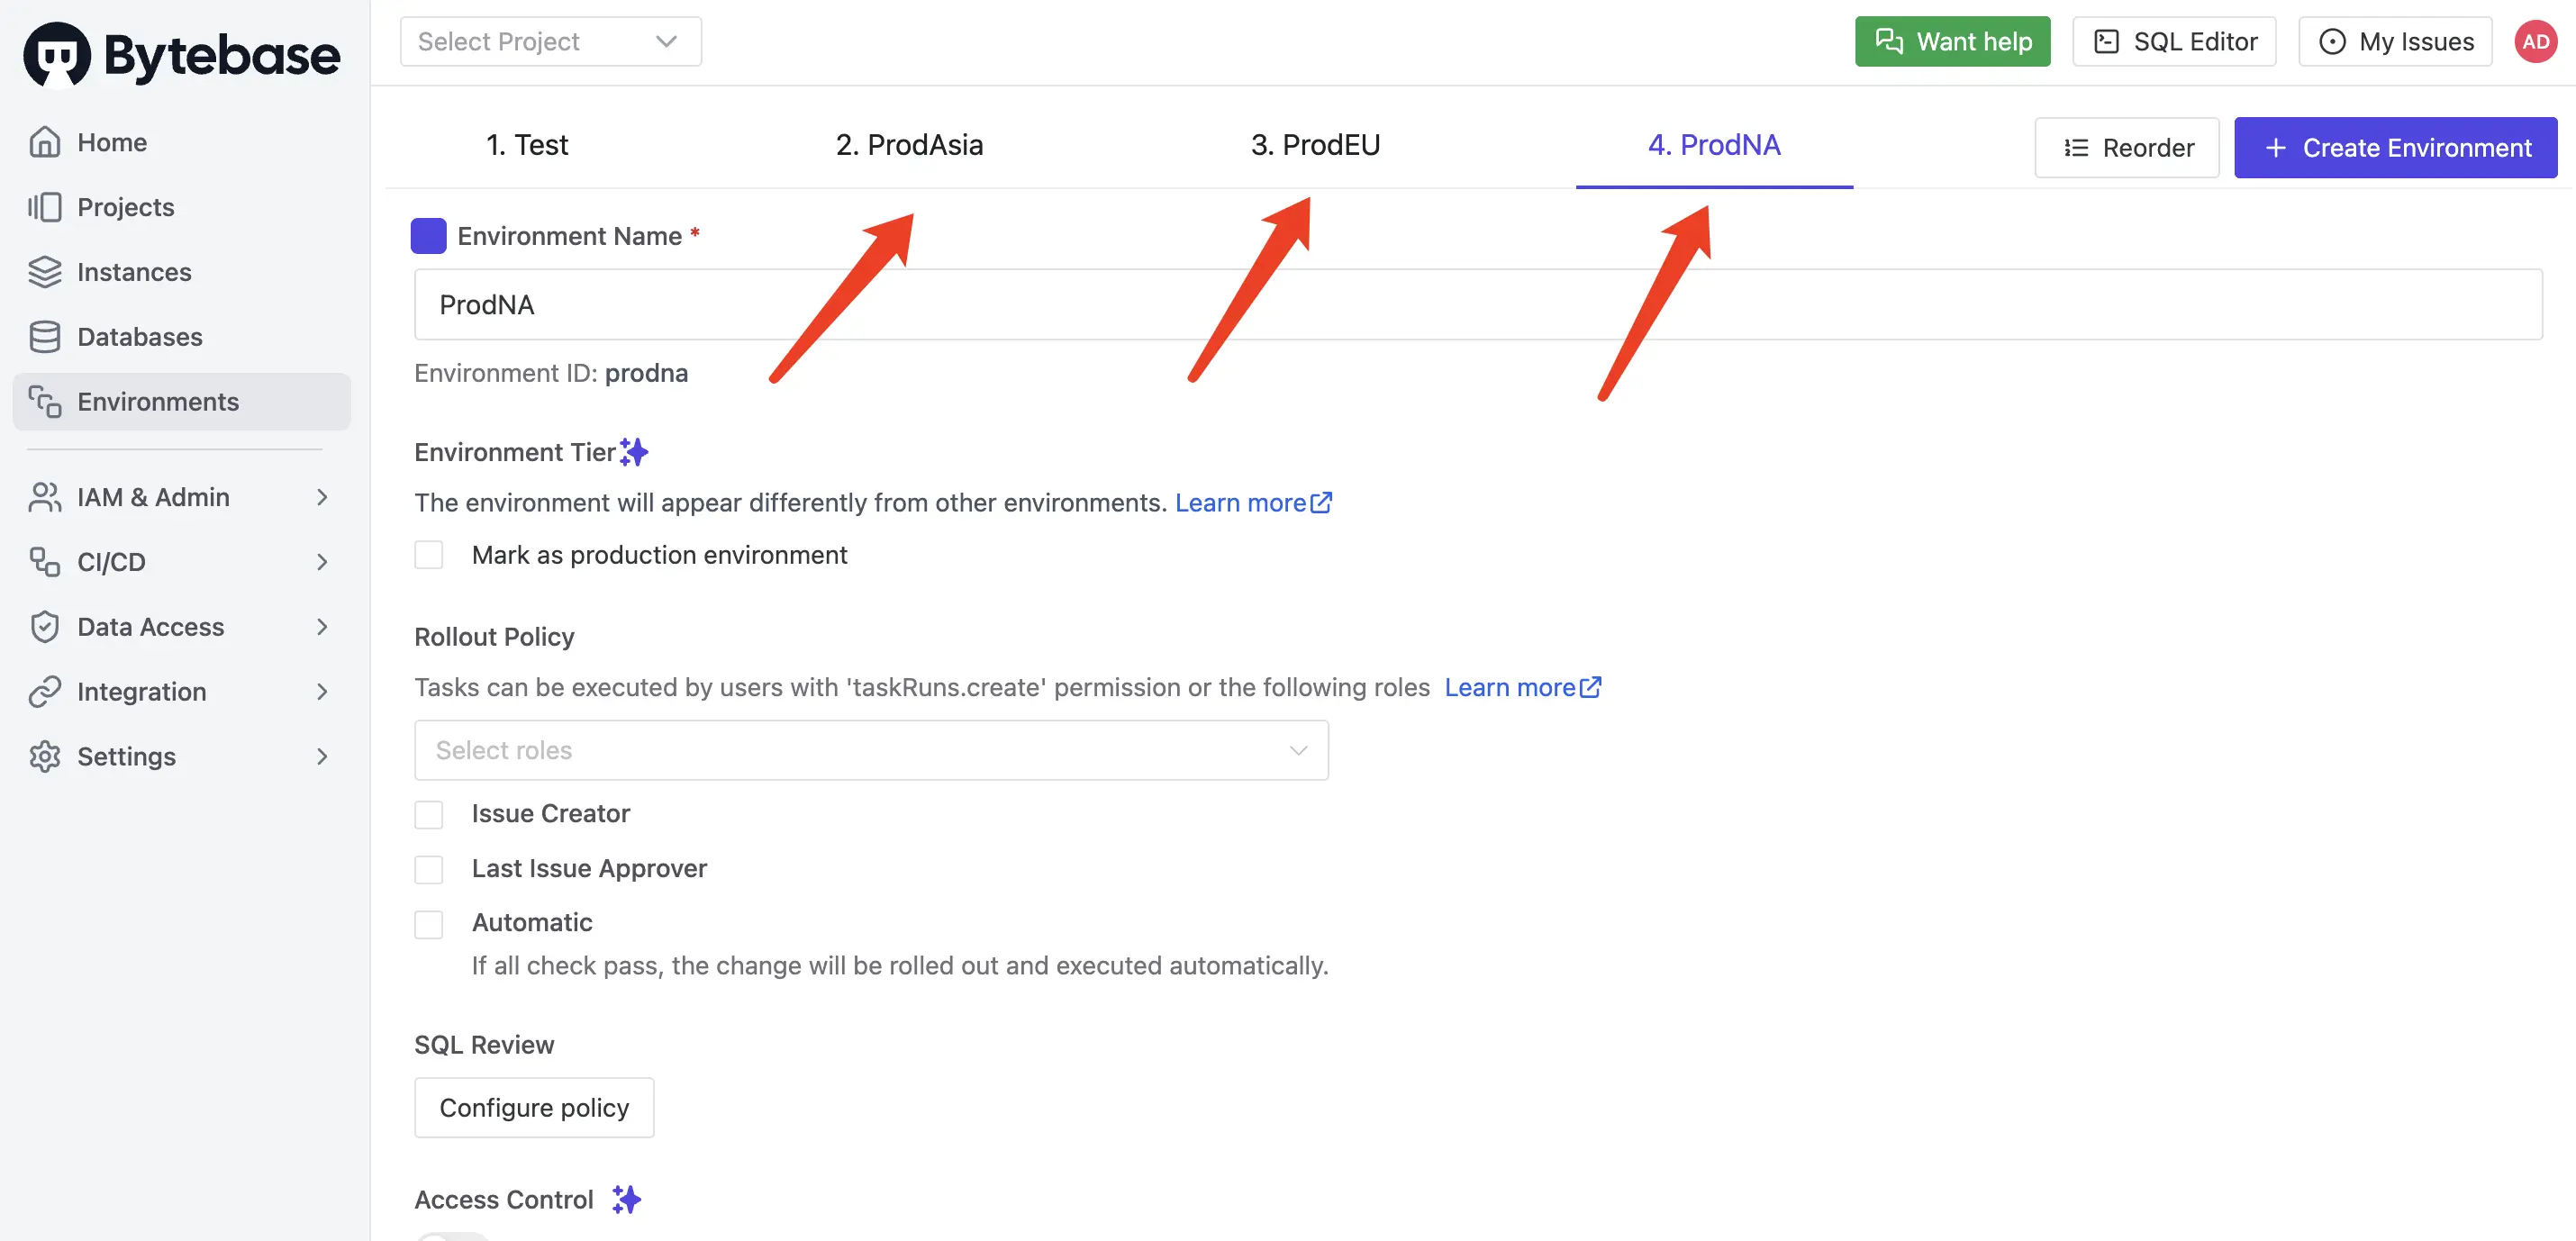 Bytebase
Select Project
Want help
SQL Editor
My Issues
AD
Home
Projects
Instances
Databases
Environments
IAM & Admin
CI/CD
Data Access
Integration
Settings
1. Test
2. ProdAsia
3. ProdEU
4. ProdNA
Reorder
+ Create Environment
Environment Name *
ProdNA
Environment ID: prodna
Environment Tier
The environment will appear differently from other environments. Learn more
Mark as production environment
Rollout Policy
Tasks can be executed by users with 'taskRuns.create' permission or the following roles Learn more
Select roles
Issue Creator
Last Issue Approver
Automatic
If all check pass, the change will be rolled out and executed automatically.
SQL Review
Configure policy
Access Control